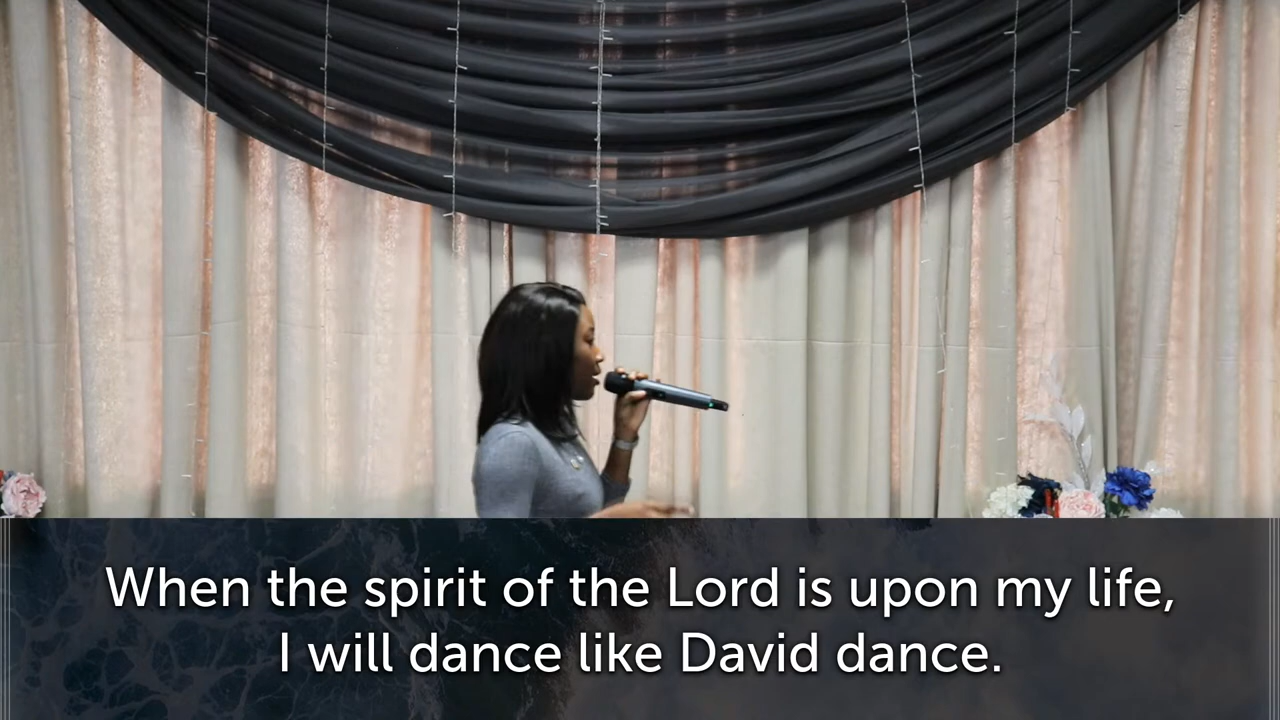 When the spirit of the Lord is upon my life,
I will dance like David dance.